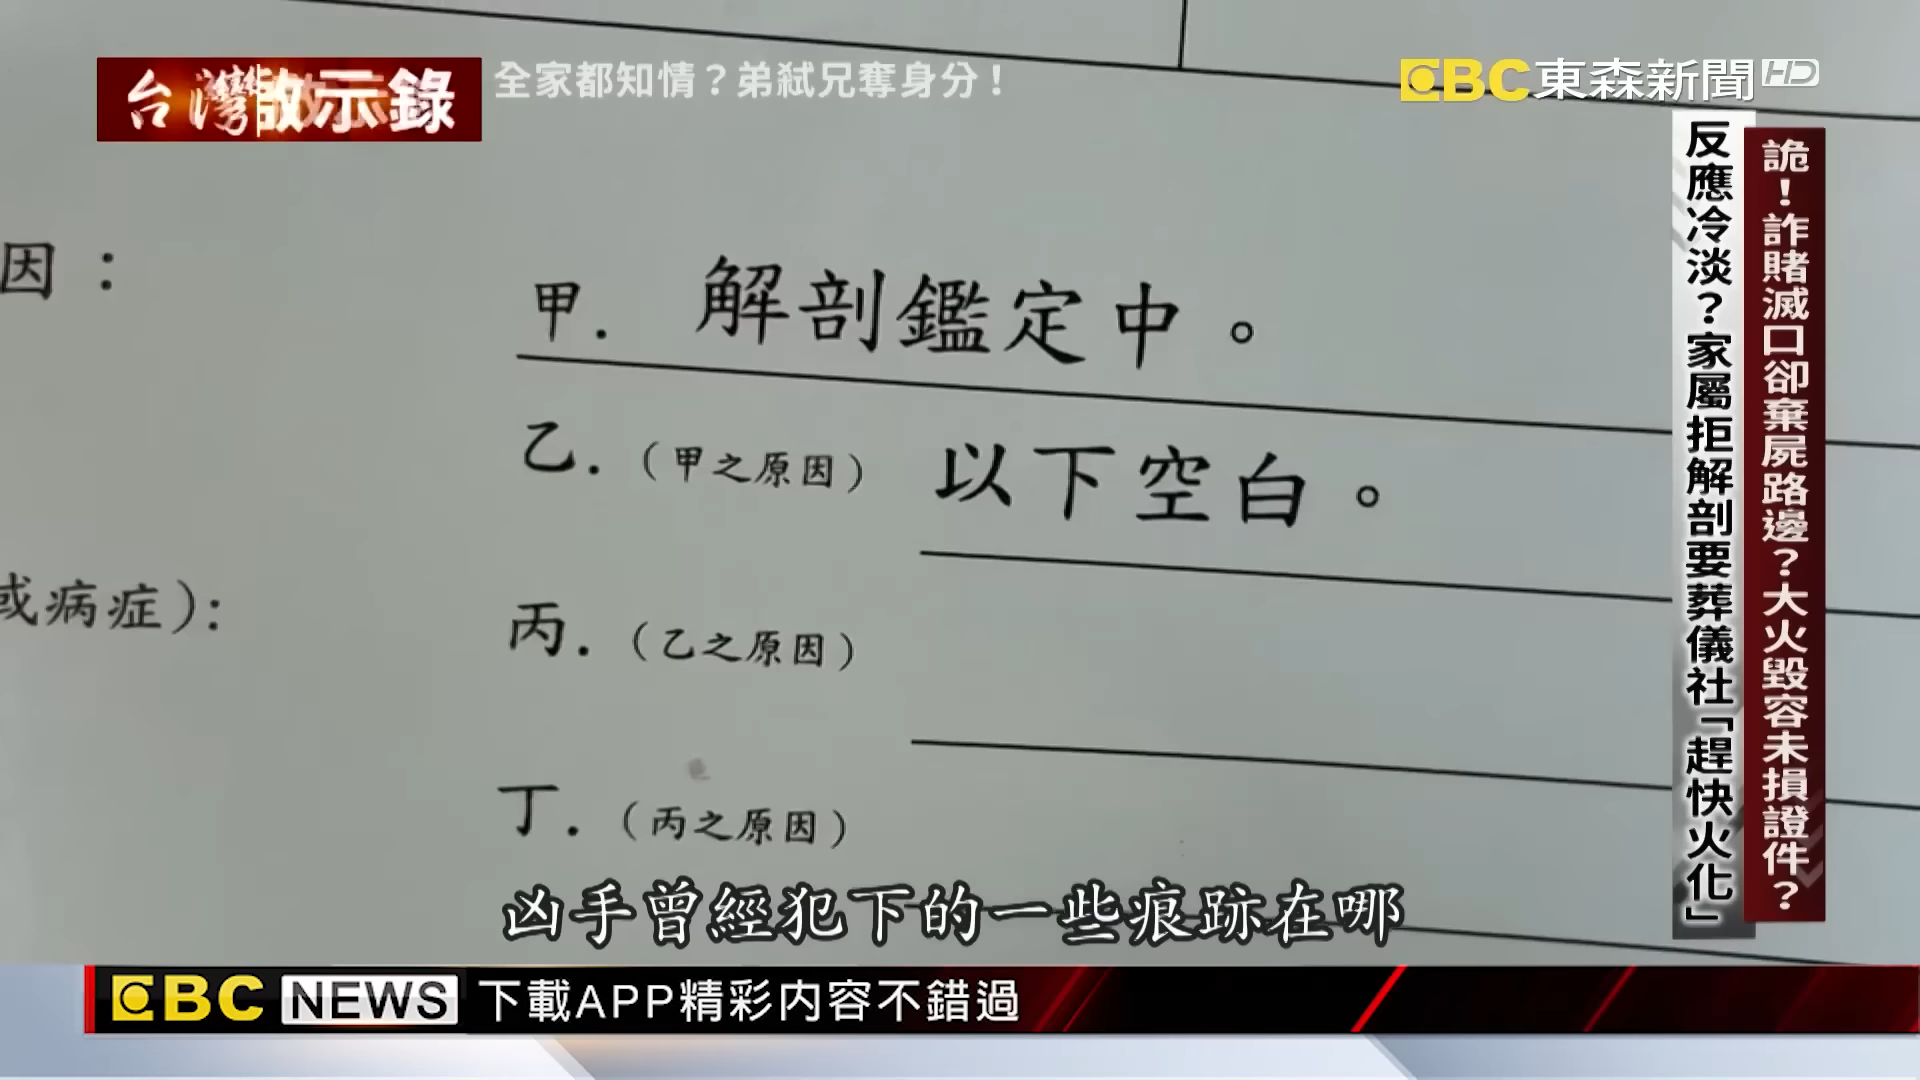 台灣啟示錄
全家都知情？弟弒兄奪身分！
EBC東森新聞HD
詭！詐賭滅口卻棄屍路邊？大火毀容未損證件？
反應冷淡？家屬拒解剖要葬儀社「趕快火化」
因：
甲． 解剖鑑定中。
乙．（甲之原因） 以下空白。
或病症）：
丙．（乙之原因）
丁．（丙之原因）
凶手曾經犯下的一些痕跡在哪
EBC NEWS 下載APP精彩內容不錯過